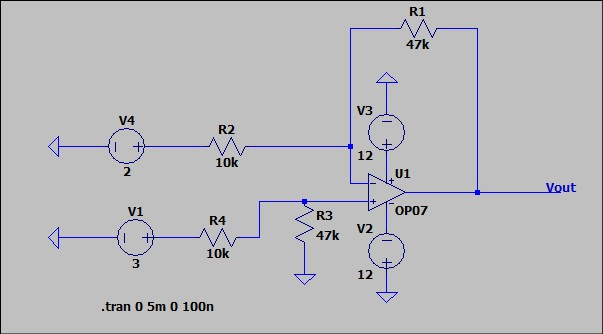 R1
47k
V4
2
R2
10k
V3
12
U1
OP07
Vout
V1
3
R4
10k
R3
47k
V2
12
.tran 0 5m 0 100n